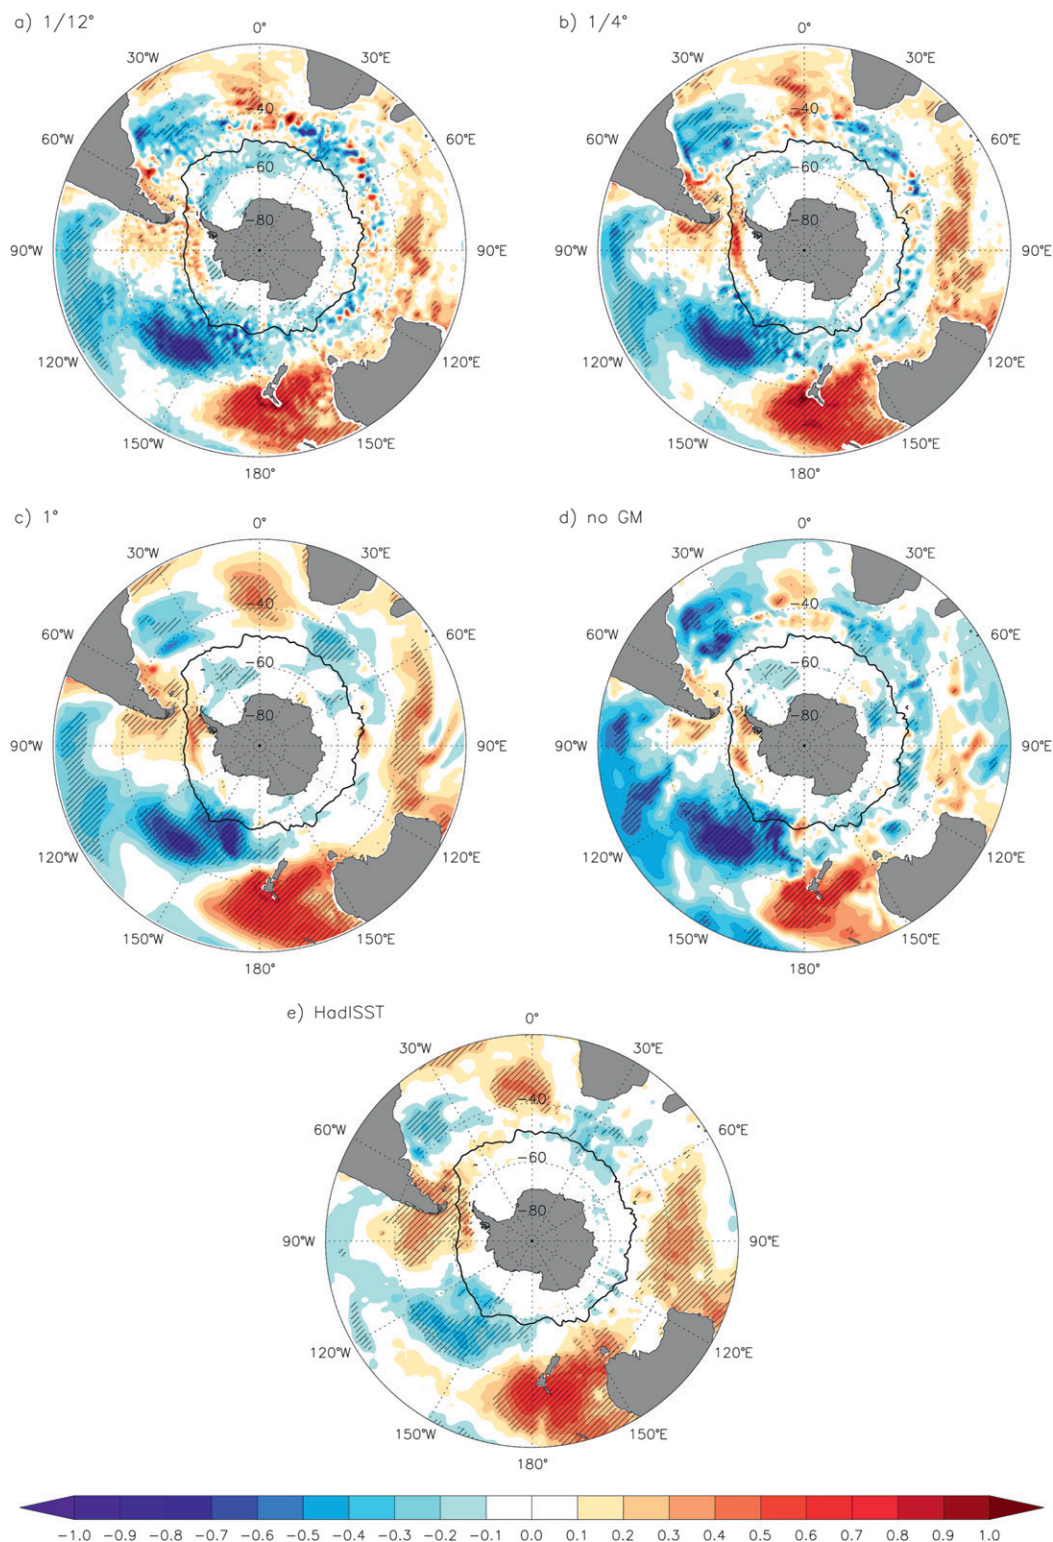 a) 1/12° b) 1/4°
0° 0°
30°W 30°E 30°W 30°E
60°W −40 60°E 60°W −40 60°E
−60 −60
−80 −80
90°W 90°E 90°W 90°E
120°W 120°E 120°W 120°E
150°W 150°E 150°W 150°E
180° 180°
c) 1° d) no GM
0° 0°
30°W 30°E 30°W 30°E
60°W −40 60°E 60°W −40 60°E
−60 −60
−80 −80
90°W 90°E 90°W 90°E
120°W 120°E 120°W 120°E
150°W 150°E 150°W 150°E
180° 180°
e) HadISST
0°
30°W 30°E
−40
60°W 60°E
−60
−80
90°W 90°E
120°W 120°E
150°W 150°E
180°
−1.0 −0.9 −0.8 −0.7 −0.6 −0.5 −0.4 −0.3 −0.2 −0.1 0.0 0.1 0.2 0.3 0.4 0.5 0.6 0.7 0.8 0.9 1.0